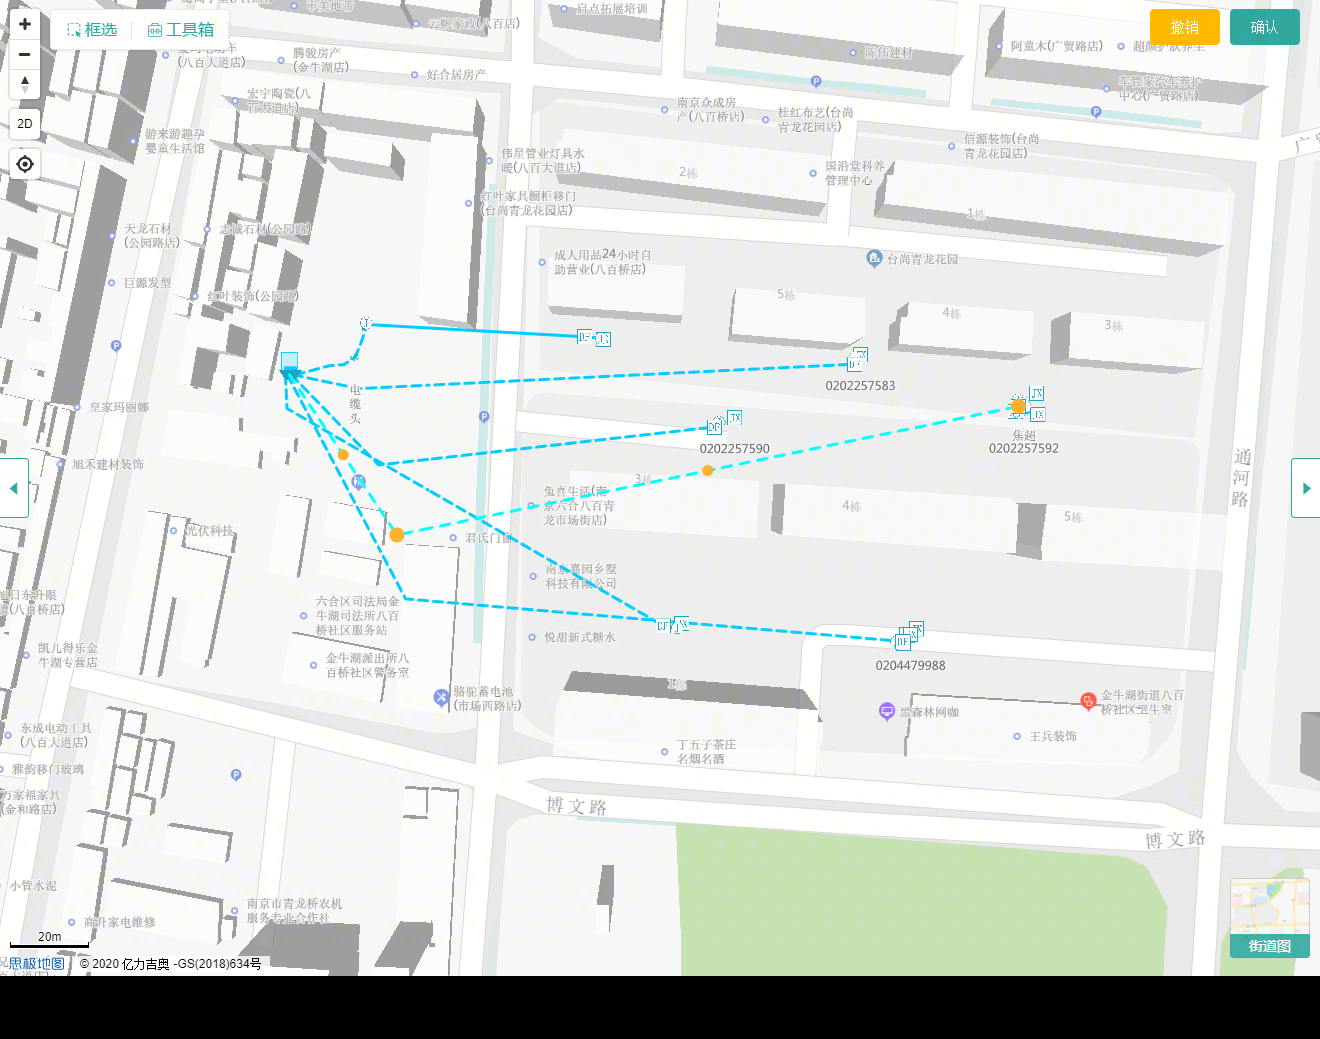 框选
工具箱
撤销
确认
2D
市美地带
云帆家政(八百店)
启点拓展培训
腾骏房产
(金牛湖店)
(八百大道店)
好合居房产
陈伟建材
阿童木(广贸路店)
超颜护肤养生
车管家汽车养护
中心(广贸路店)
宏宇陶瓷(八
百大道店)
南京众成房
产(八百桥店)
桂红布艺(台尚
青龙花园店)
信源装饰(台尚
青龙花园店)
游来游趣孕
婴童生活馆
伟星管业灯具水
暖(八百大道店)
2栋
国沿堂科养
管理中心
红叶家具橱柜移门
(台尚青龙花园店)
1栋
天龙石材
(公园路店)
志诚石材(公园路)
成人用品24小时自
助营业(八百桥店)
台尚青龙花园
巨源发型
红叶装饰(公园路)
5栋
4栋
3栋
0202257583
电
缆
头
皇家玛丽娜
0202257590
焦超
0202257592
旭禾建材装饰
3栋
兔喜生活(南
京六合八百青
龙市场街店)
4栋
5栋
通
河
路
光伏科技
君氏门窗
南京嘉园乡墅
科技有限公司
旭日东升眼
镜(八百桥店)
六合区司法局金
牛湖司法所八百
桥社区服务站
悦甜新式糖水
凯儿得乐金
牛湖专营店
金牛湖派出所八
百桥社区警务室
0204479988
1栋
骆驼蓄电池
(市场西路店)
黑森林网咖
金牛湖街道八百
桥社区卫生室
东成电动工具
(八百大道店)
王兵装饰
丁五子茶庄
名烟名酒
雅韵移门玻璃
万家福家具
(金和路店)
博文路
博文路
小管水泥
高升家电维修
南京市青龙桥农机
服务专业合作社
20m
思极地图
© 2020 亿力吉奥 -GS(2018)634号
街道图